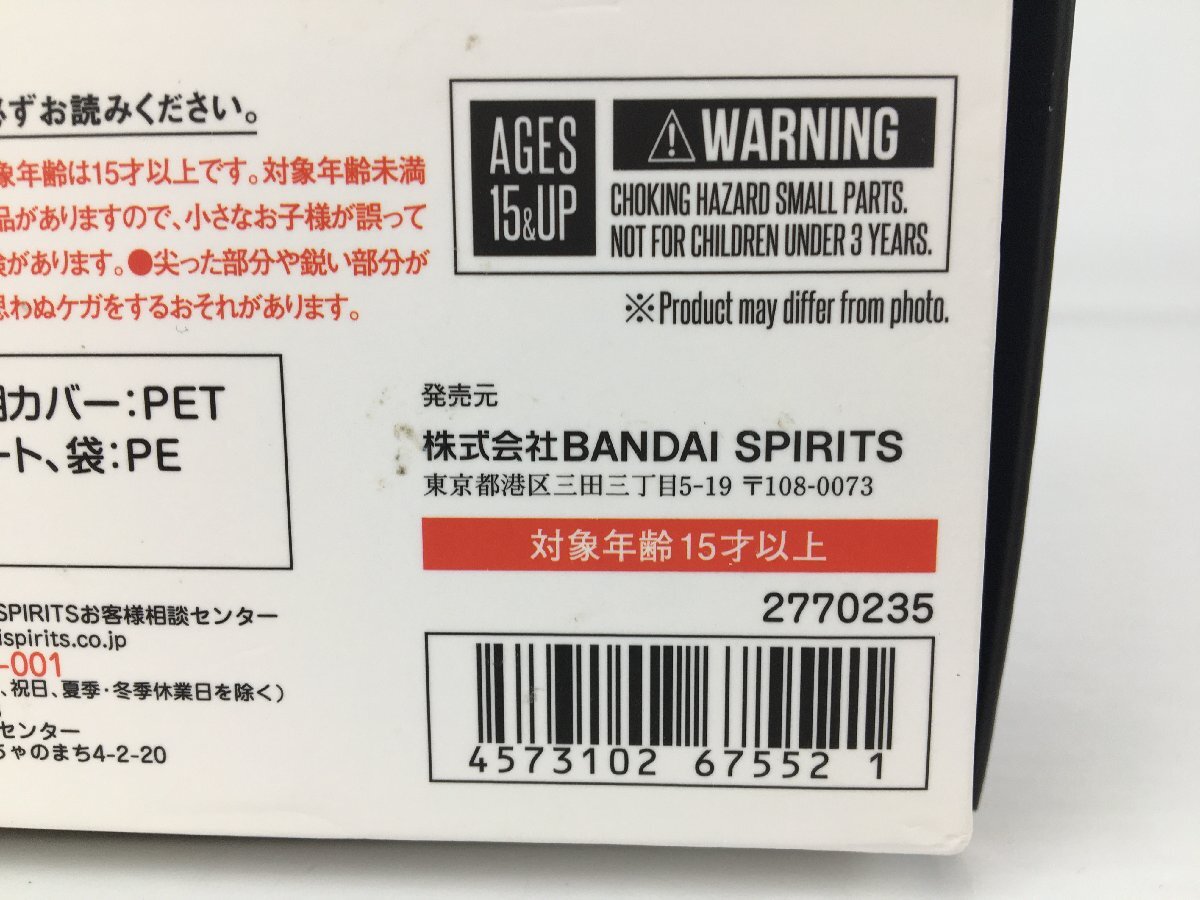 必ずお読みください。
象年齢は15才以上です。対象年齢未満
品がありますので、小さなお子様が誤って
険があります。●尖った部分や鋭い部分が
思わぬケガをするおそれがあります。
AGES
15&UP
⚠WARNING
CHOKING HAZARD SMALL PARTS.
NOT FOR CHILDREN UNDER 3 YEARS.
※Product may differ from photo.
用カバー:PET
ート、袋:PE
発売元
株式会社BANDAI SPIRITS
東京都港区三田三丁目5-19 〒108-0073
対象年齢15才以上
2770235
4573102 67552 1
SPIRITSお客様相談センター
ispirits.co.jp
-001
、祝日、夏季・冬季休業日を除く)
センター
ちゃのまち4-2-20